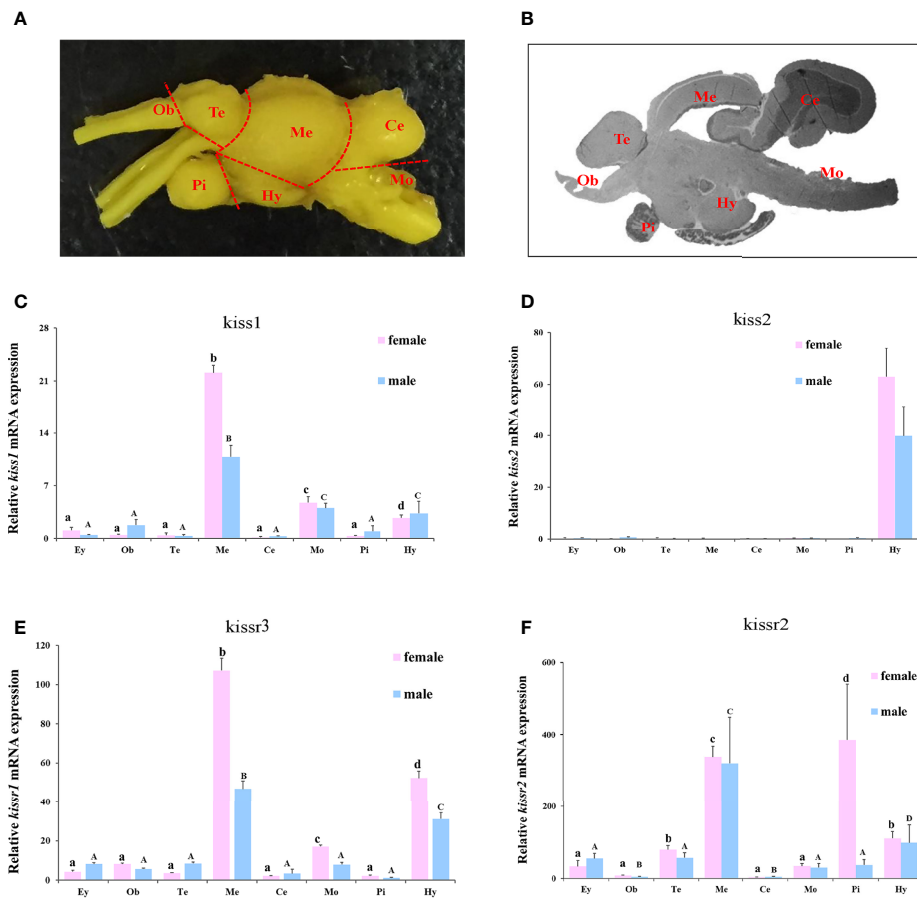 A
B
Ob
Te
Me
Ce
Pi
Hy
Mo
Me
Ce
Te
Ob
Mo
Hy
Pi
C
kiss1
Relative kiss1 mRNA expression
28
21
14
7
0
female
male
a A a A a A b B a A c C a A d C
Ey Ob Te Me Ce Mo Pi Hy
D
kiss2
Relative kiss2 mRNA expression
80
60
40
20
0
female
male
Ey Ob Te Me Ce Mo Pi Hy
E
kissr3
Relative kissr1 mRNA expression
120
100
80
60
40
20
0
female
male
a A a A a A b B a A c A a A d C
Ey Ob Te Me Ce Mo Pi Hy
F
kissr2
Relative kissr2 mRNA expression
600
400
200
0
female
male
a A a B b A c C a B a A d A b D
Ey Ob Te Me Ce Mo Pi Hy